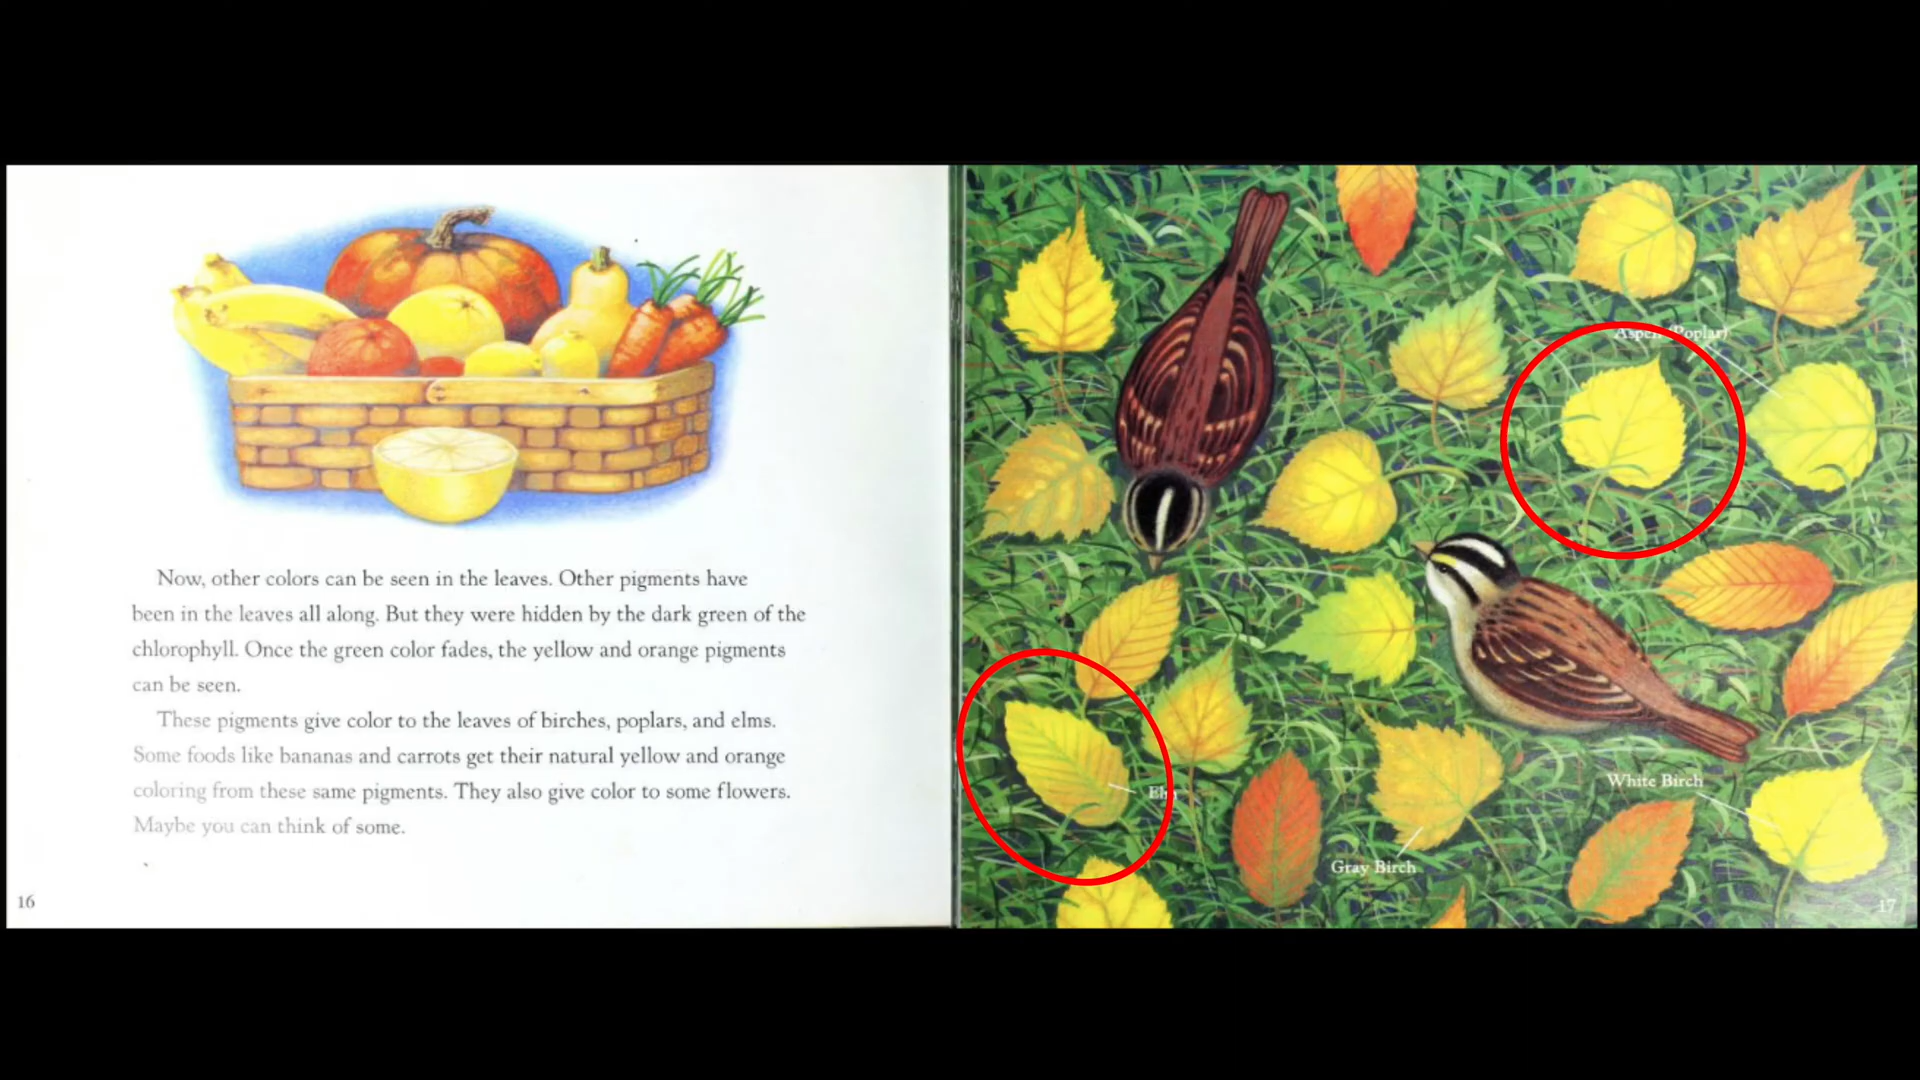 Now, other colors can be seen in the leaves. Other pigments have
been in the leaves all along. But they were hidden by the dark green of the
chlorophyll. Once the green color fades, the yellow and orange pigments
can be seen.
These pigments give color to the leaves of birches, poplars, and elms.
Some foods like bananas and carrots get their natural yellow and orange
coloring from these same pigments. They also give color to some flowers.
Maybe you can think of some.
16
Aspen (Poplar)
Elm
White Birch
Gray Birch
17